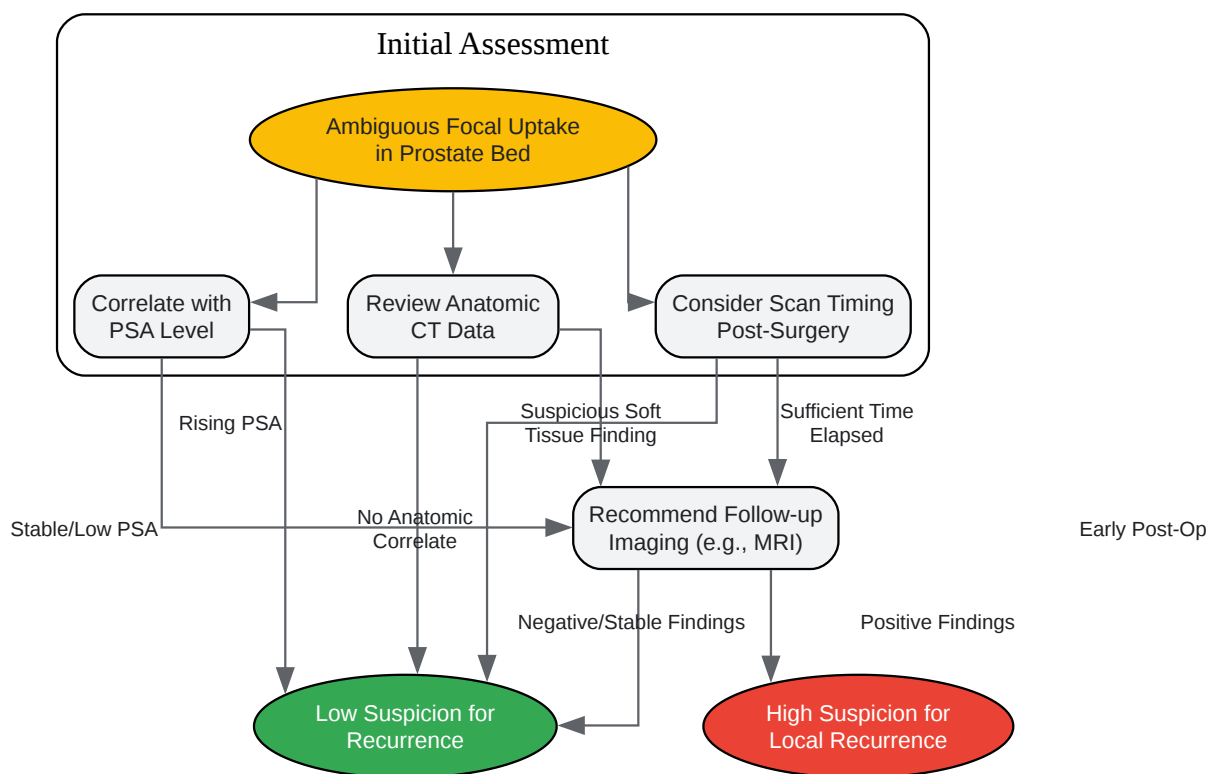 Initial Assessment
Ambiguous Focal Uptake
in Prostate Bed
Correlate with
PSA Level
Review Anatomic
CT Data
Consider Scan Timing
Post-Surgery
Rising PSA
Suspicious Soft
Tissue Finding
Sufficient Time
Elapsed
Stable/Low PSA
No Anatomic
Correlate
Recommend Follow-up
Imaging (e.g., MRI)
Early Post-Op
Negative/Stable Findings
Positive Findings
Low Suspicion for
Recurrence
High Suspicion for
Local Recurrence